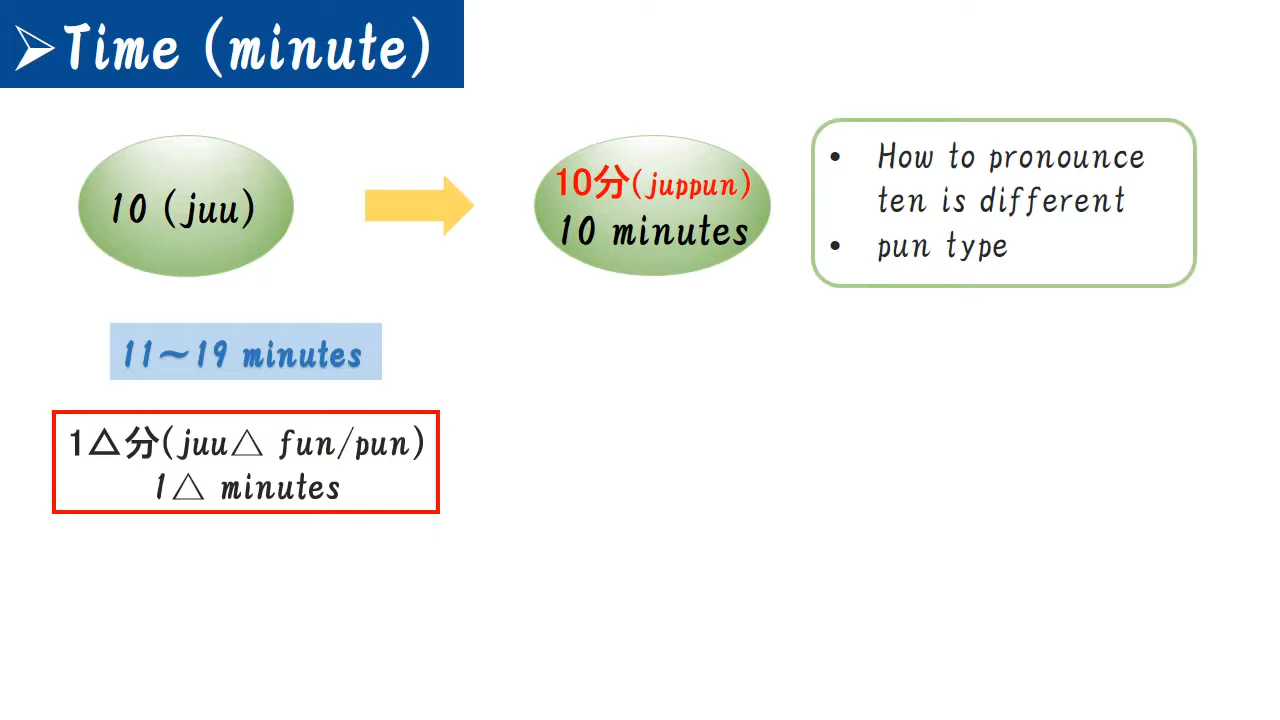 ➢Time (minute)
10 (juu)
10分(juppun)
10 minutes
• How to pronounce
ten is different
• pun type
11～19 minutes
1△分(juu△ fun/pun)
1△ minutes